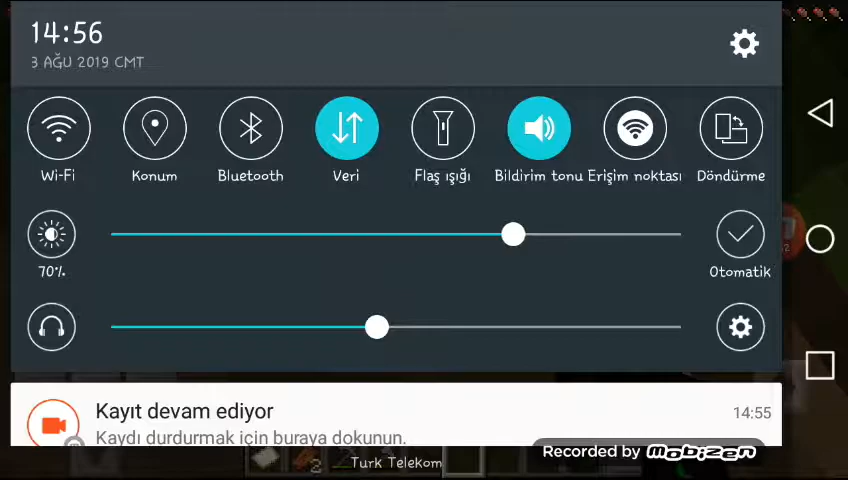 14:56
3 AĞU 2019 CMT
Wi-Fi
Konum
Bluetooth
Veri
Flaş ışığı
Bildirim tonu
Erişim noktası
Döndürme
70%
Otomatik
Kayıt devam ediyor
14:55
Kaydı durdurmak için buraya dokunun.
Recorded by Mobizen
2
Turk Telekom